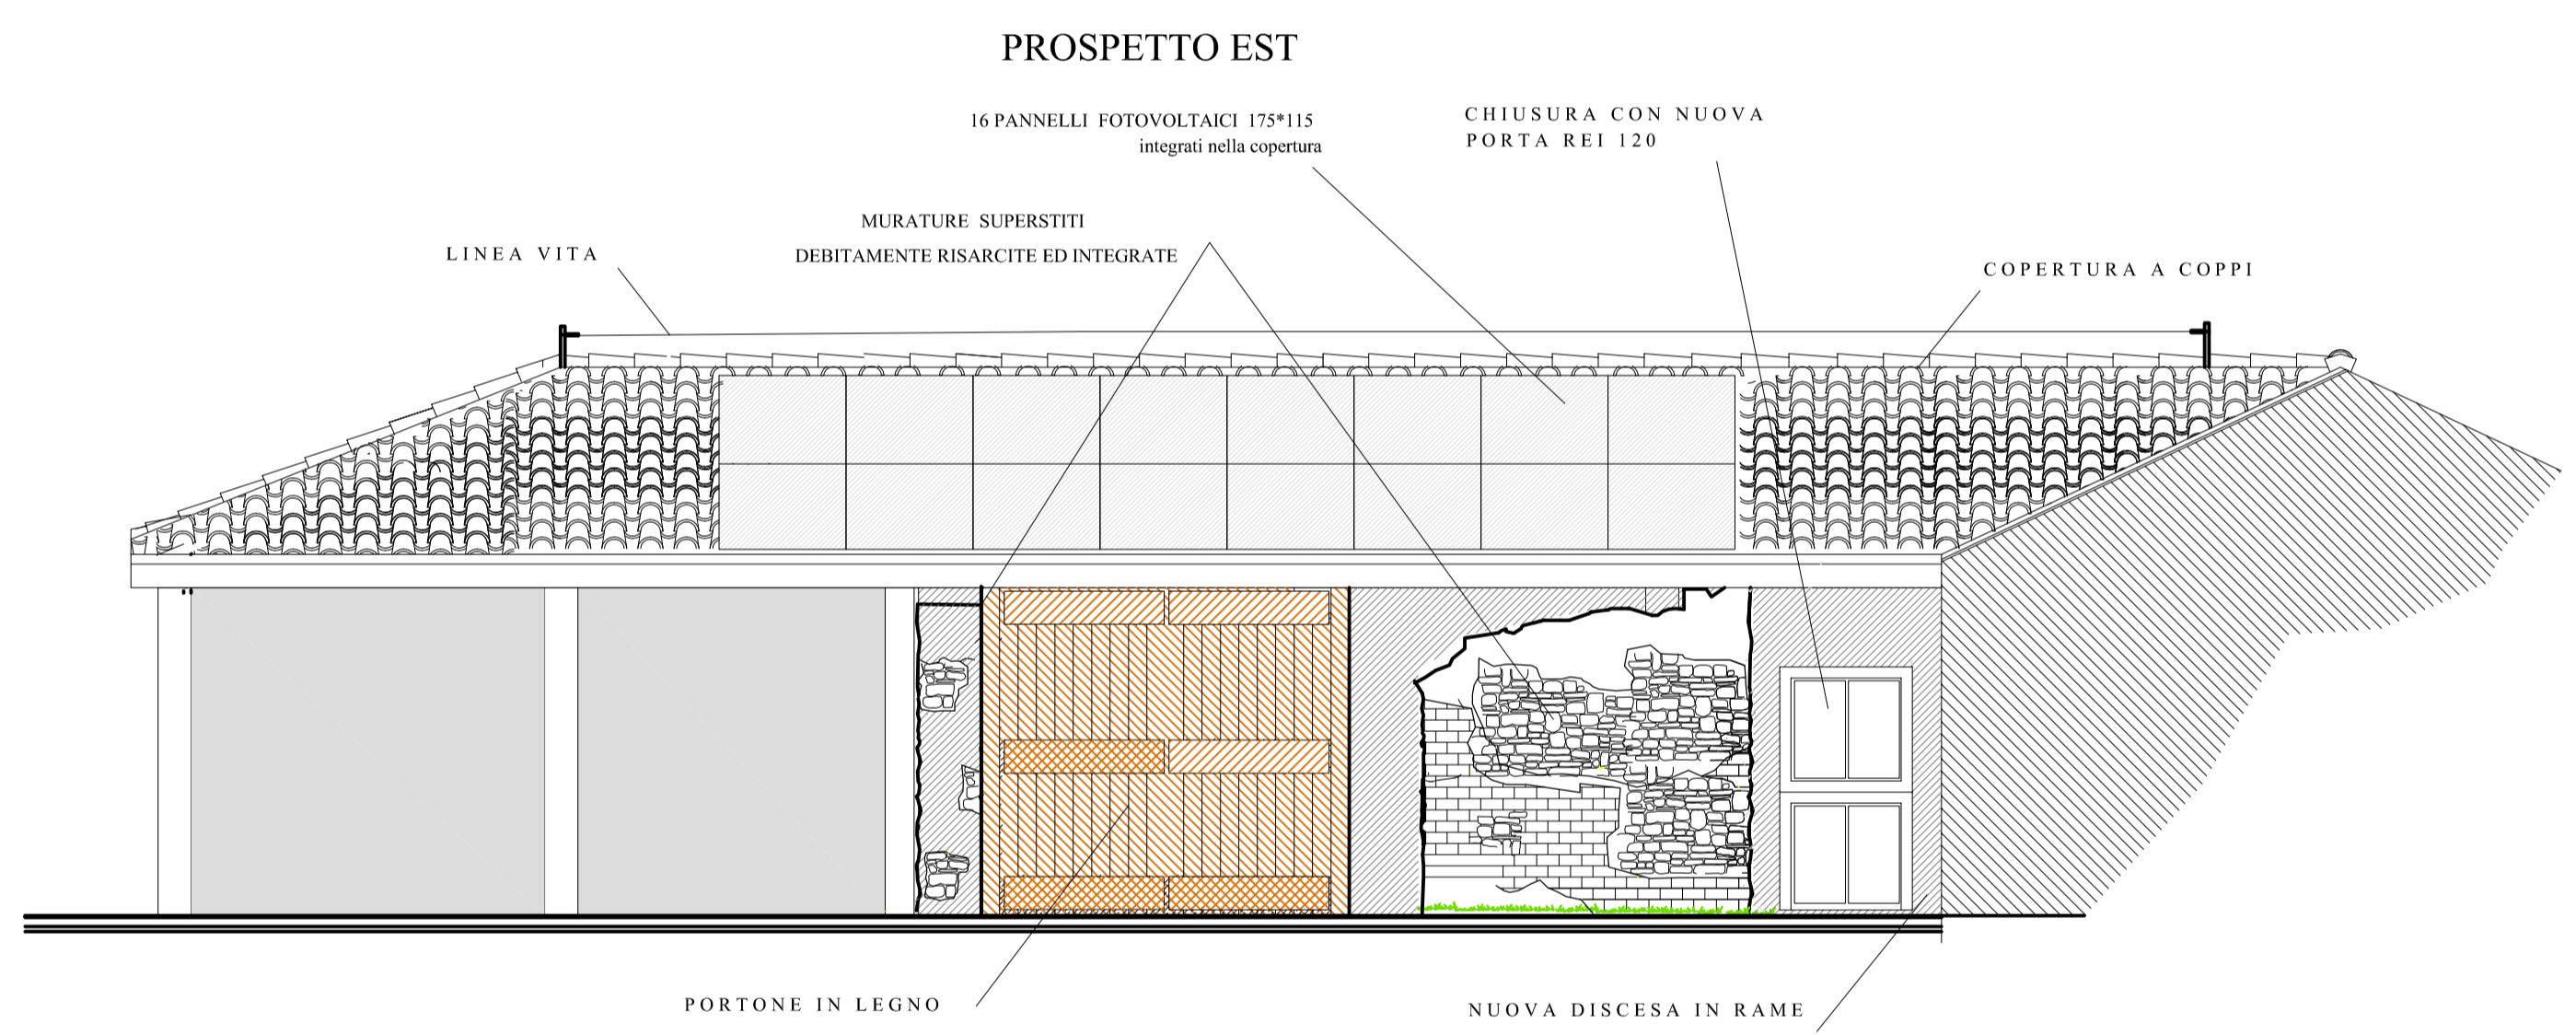 PROSPETTO EST
16 PANNELLI FOTOVOLTAICI 175*115
integrati nella copertura
CHIUSURA CON NUOVA
PORTA REI 120
MURATURE SUPERSTITI
DEBITAMENTE RISARCITE ED INTEGRATE
LINEA VITA
COPERTURA A COPPI
PORTONE IN LEGNO
NUOVA DISCESA IN RAME